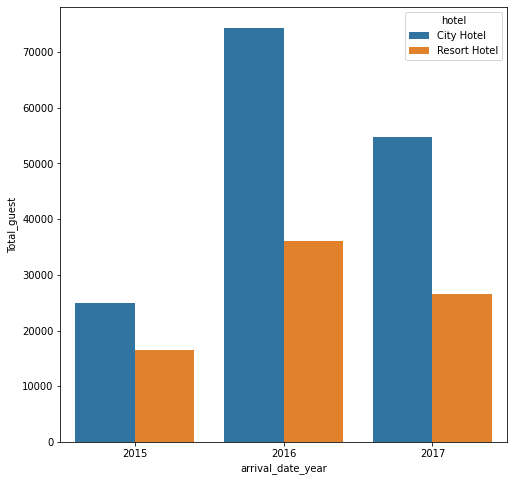 hotel
City Hotel
Resort Hotel
Total_guest
70000
60000
50000
40000
30000
20000
10000
0
2015
2016
2017
arrival_date_year